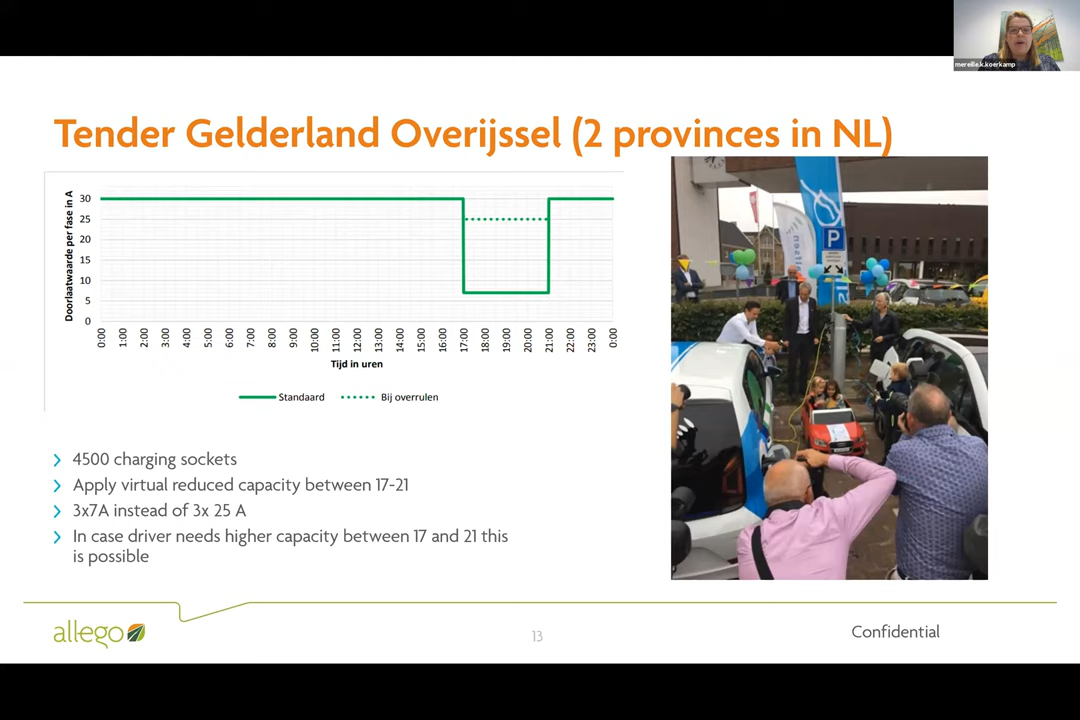 mereille.k.koerkamp
Tender Gelderland Overijssel (2 provinces in NL)
Doorlaatwaarde per fase in A
30
25
20
15
10
5
0
0:00 1:00 2:00 3:00 4:00 5:00 6:00 7:00 8:00 9:00 10:00 11:00 12:00 13:00 14:00 15:00 16:00 17:00 18:00 19:00 20:00 21:00 22:00 23:00 0:00
Tijd in uren
Standaard Bij overrulen
P
4500 charging sockets
Apply virtual reduced capacity between 17-21
3x7A instead of 3x 25 A
In case driver needs higher capacity between 17 and 21 this
is possible
allego
13
Confidential